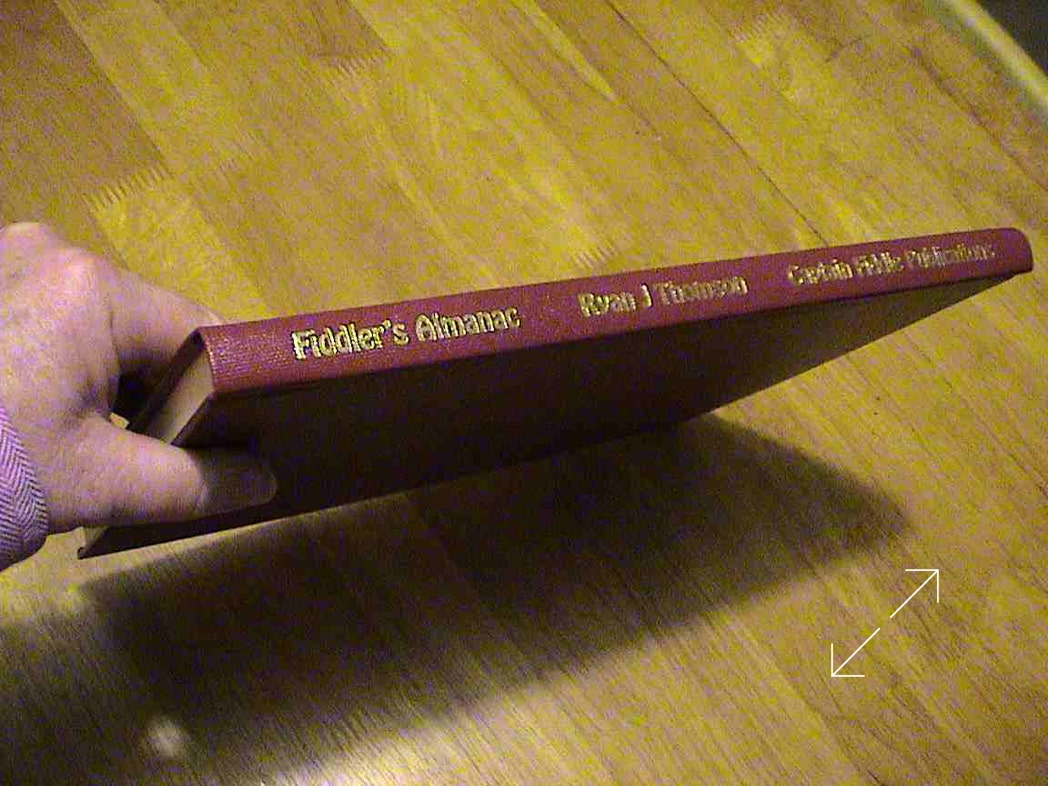 Fiddler's Almanac Ryan J Thomson Captain Fiddle Publications